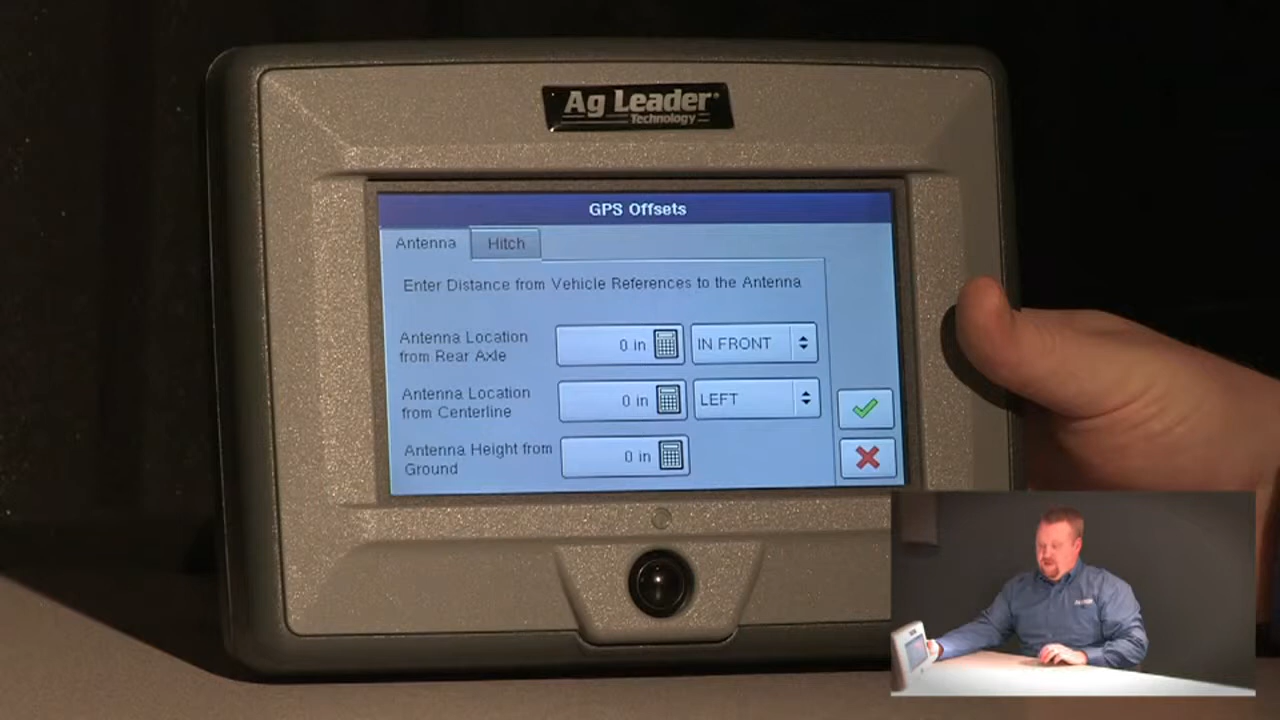 Ag Leader
Technology
GPS Offsets
Antenna
Hitch
Enter Distance from Vehicle References to the Antenna
Antenna Location
from Rear Axle
0 in
IN FRONT
Antenna Location
from Centerline
0 in
LEFT
Antenna Height from
Ground
0 in